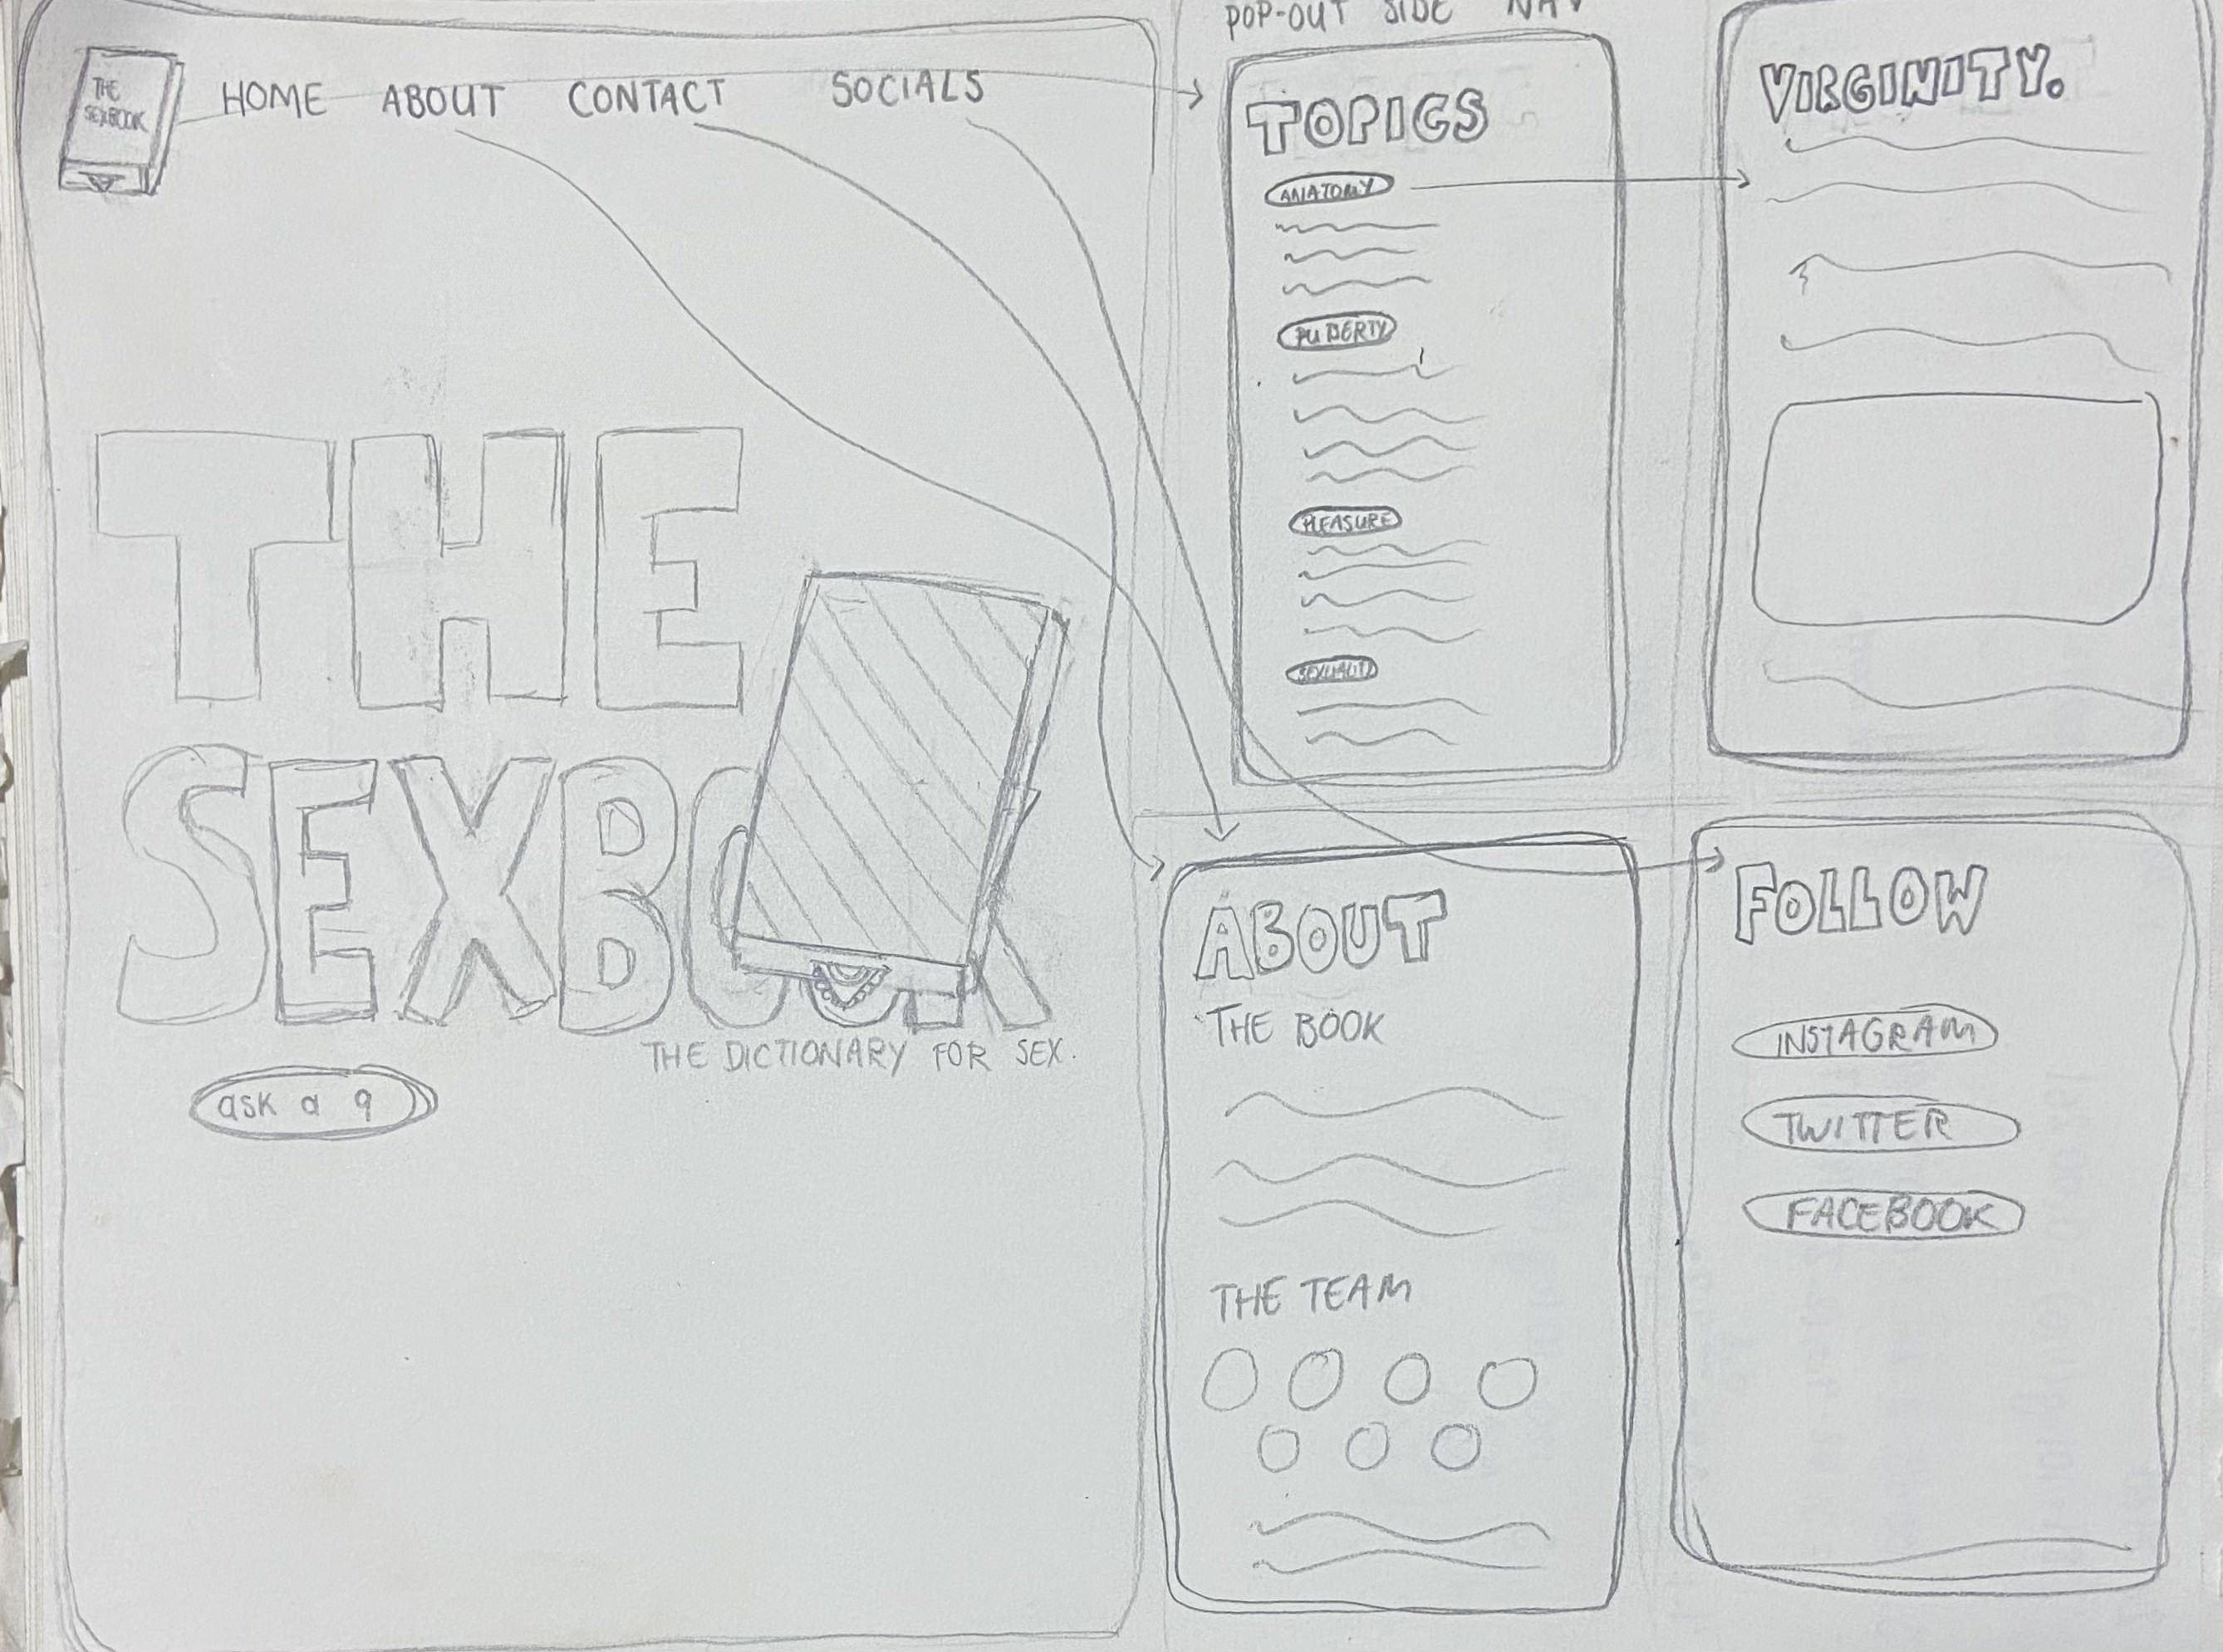 POP-OUT SIDE NAV
THE
SEXBOOK
HOME ABOUT CONTACT SOCIALS
THE
SEXBOOK
THE DICTIONARY FOR SEX.
ask a q
TOPICS
ANATOMY
PUBERTY
PLEASURE
SEXUALITY
VIRGINITY.
ABOUT
THE BOOK
THE TEAM
FOLLOW
INSTAGRAM
TWITTER
FACEBOOK